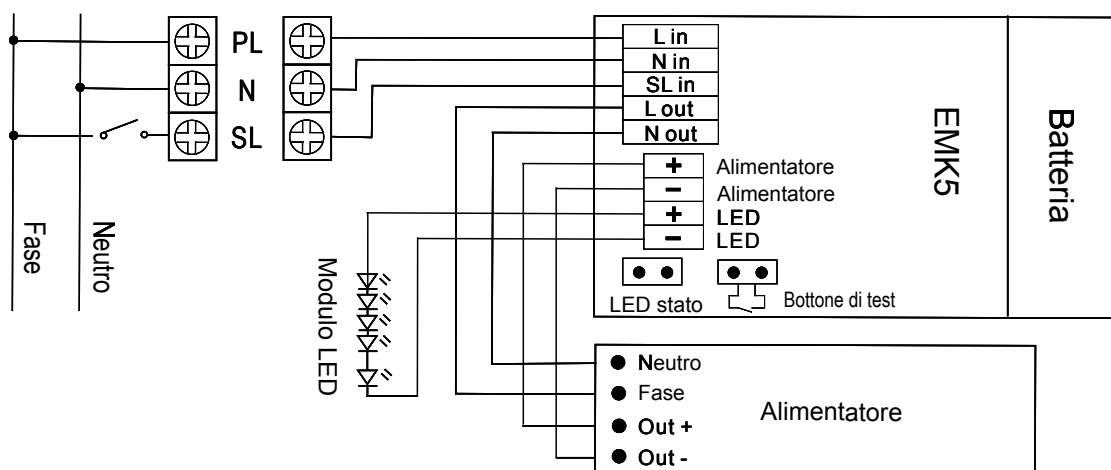 PL
N
SL
Fase
Neutro
L in
N in
SL in
L out
N out
+ Alimentatore
− Alimentatore
+ LED
− LED
LED stato
Bottone di test
EMK5
Batteria
Modulo LED
Neutro
Fase
Out +
Out -
Alimentatore